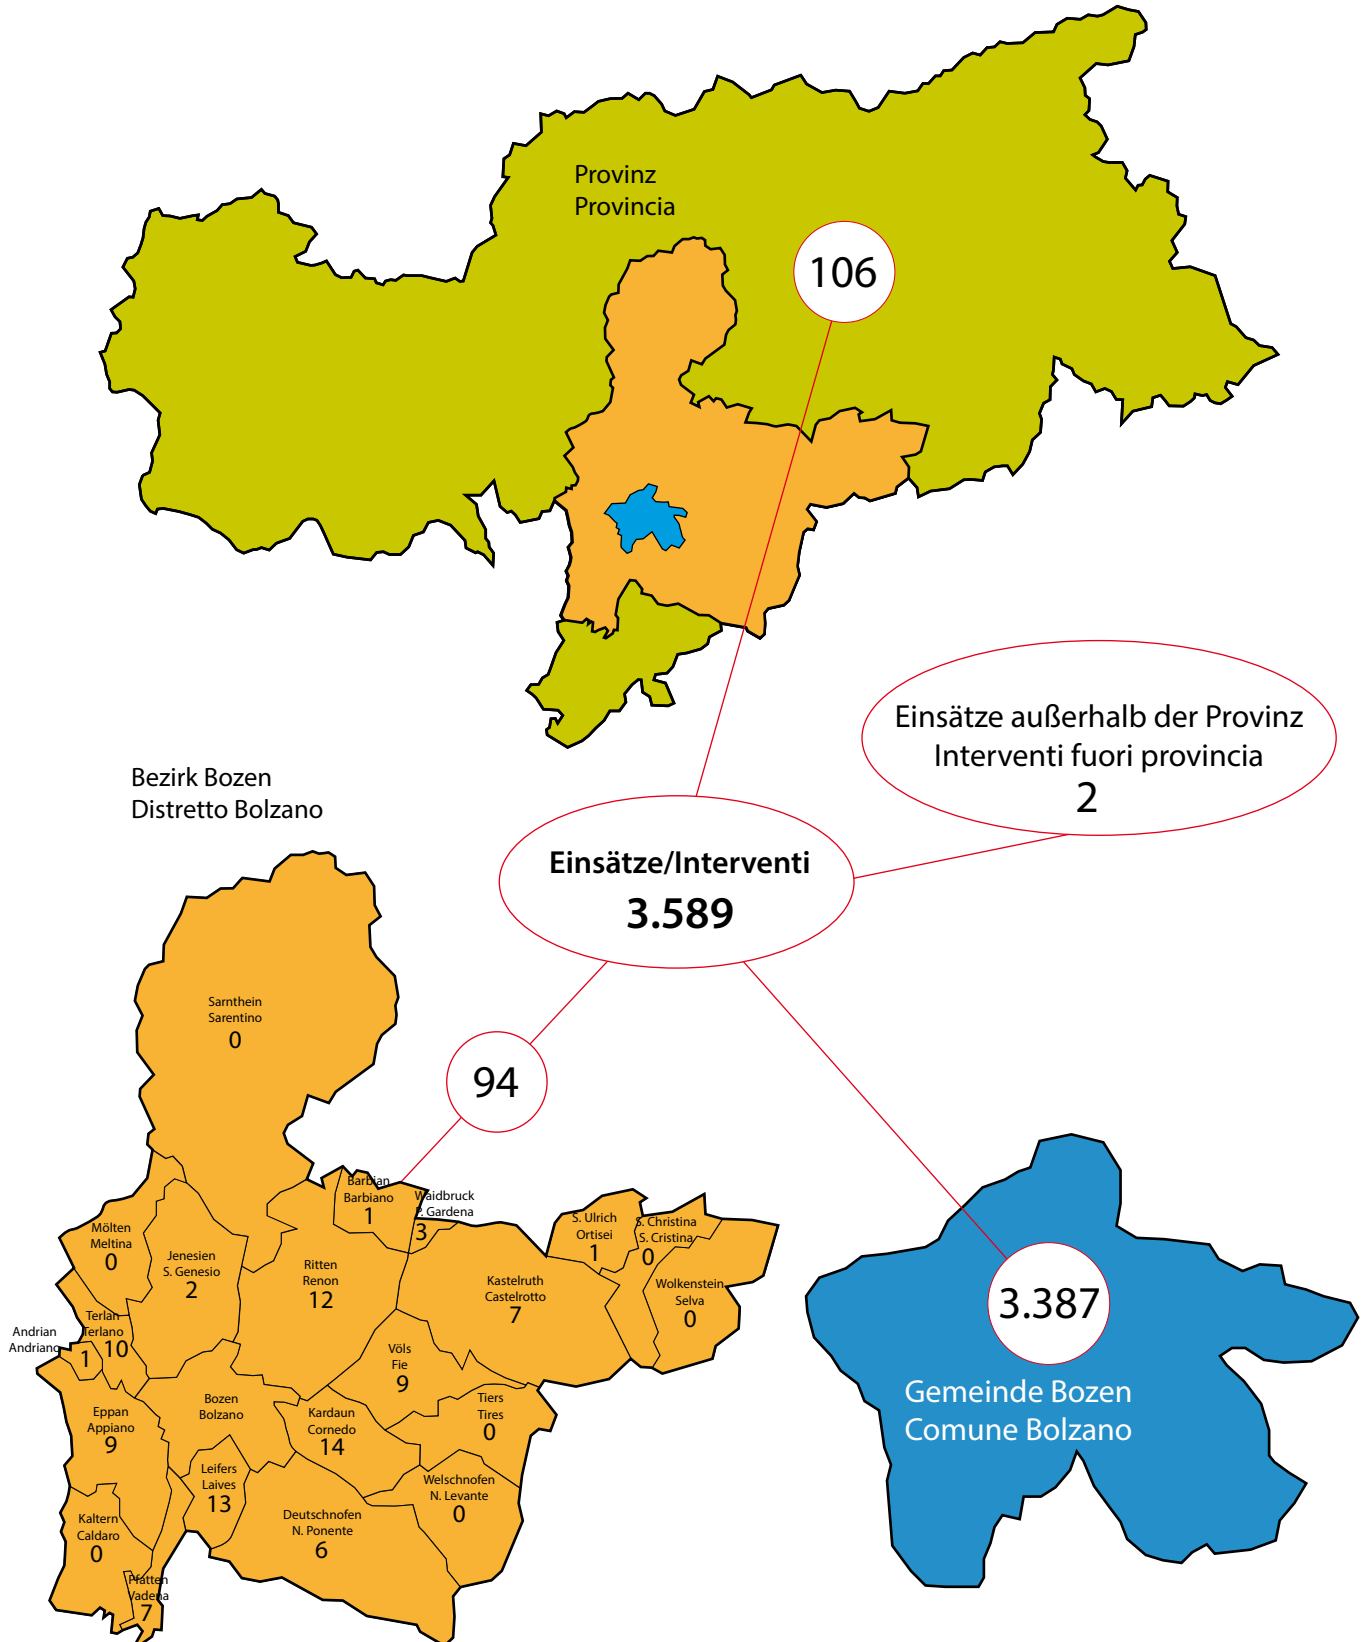 Provinz
Provincia
106
Einsätze außerhalb der Provinz
Interventi fuori provincia
2
Bezirk Bozen
Distretto Bolzano
Einsätze/Interventi
3.589
94
Sarnthein
Sarentino
0
Barbian
Barbiano
1
Waidbruck
P. Gardena
3
Mölten
Meltina
0
Jenesien
S. Genesio
2
Ritten
Renon
12
Kastelruth
Castelrotto
7
S. Ulrich
Ortisei
1
S. Christina
S. Cristina
0
Wolkenstein
Selva
0
Terlan
Terlano
10
Andrian
Andriano
1
Völs
Fie
9
Eppan
Appiano
9
Bozen
Bolzano
Kardaun
Cornedo
14
Tiers
Tires
0
Leifers
Laives
13
Welschnofen
N. Levante
0
Deutschnofen
N. Ponente
6
Kaltern
Caldaro
0
Pfatten
Vadena
7
3.387
Gemeinde Bozen
Comune Bolzano